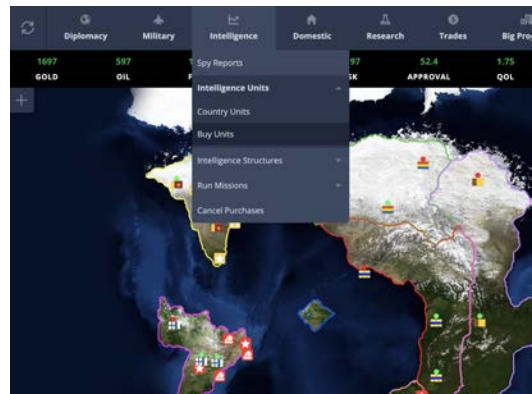 Diplomacy Military Intelligence Domestic Research Trades
1697 597 97 52.4 1.75
GOLD OIL APPROVAL QOL
Spy Reports
Intelligence Units
Country Units
Buy Units
Intelligence Structures
Run Missions
Cancel Purchases